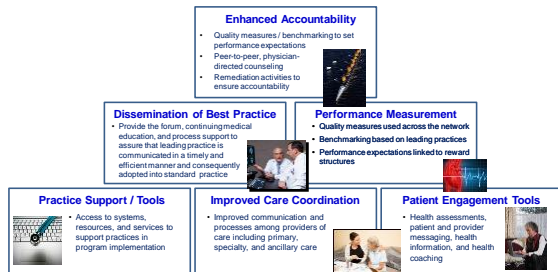 Enhanced Accountability
• Quality measures / benchmarking to set
performance expectations
• Peer-to-peer, physician-
directed counseling
• Remediation activities to
ensure accountability
Dissemination of Best Practice
• Provide the forum, continuing medical
education, and process support to
assure that leading practice is
communicated in a timely and
efficient manner and consequently
adopted into standard practice
Performance Measurement
• Quality measures used across the network
• Benchmarking based on leading practices
• Performance expectations linked to reward
structures
Practice Support / Tools
• Access to systems,
resources, and services to
support practices in
program implementation
Improved Care Coordination
• Improved communication and
processes among providers of
care including primary,
specialty, and ancillary care
Patient Engagement Tools
• Health assessments,
patient and provider
messaging, health
information, and health
coaching